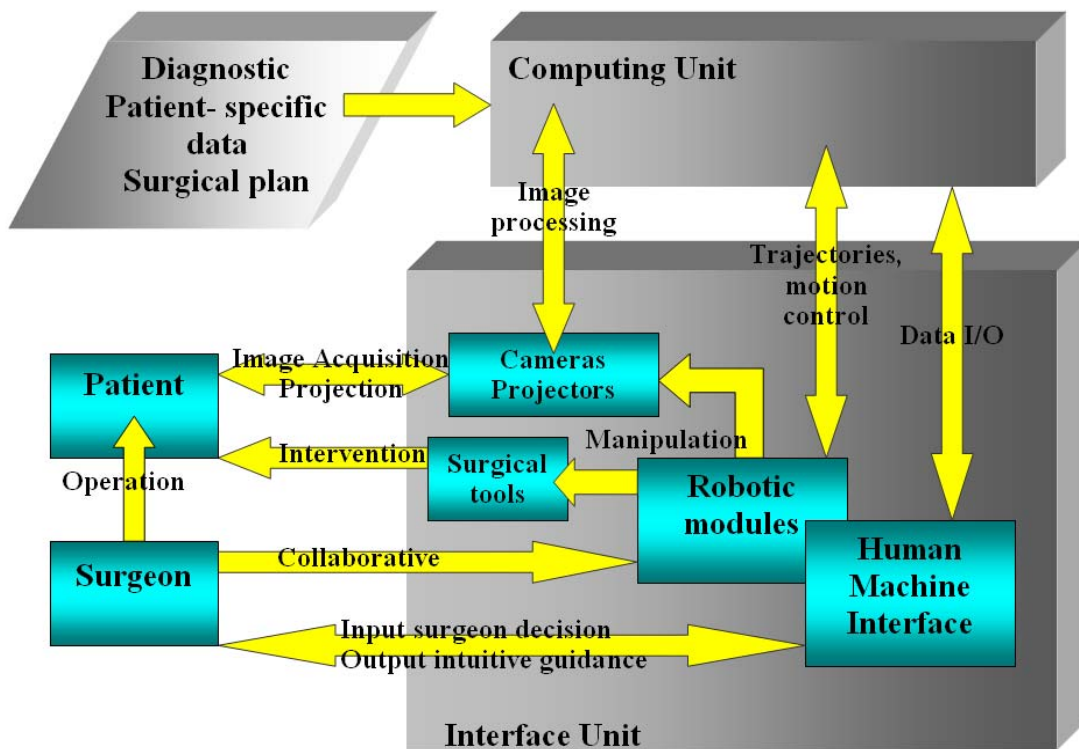 Diagnostic
Patient- specific
data
Surgical plan
Computing Unit
Image
processing
Trajectories,
motion
control
Data I/O
Image Acquisition
Projection
Cameras
Projectors
Patient
Manipulation
Intervention
Surgical
tools
Operation
Robotic
modules
Surgeon
Collaborative
Human
Machine
Interface
Input surgeon decision
Output intuitive guidance
Interface Unit